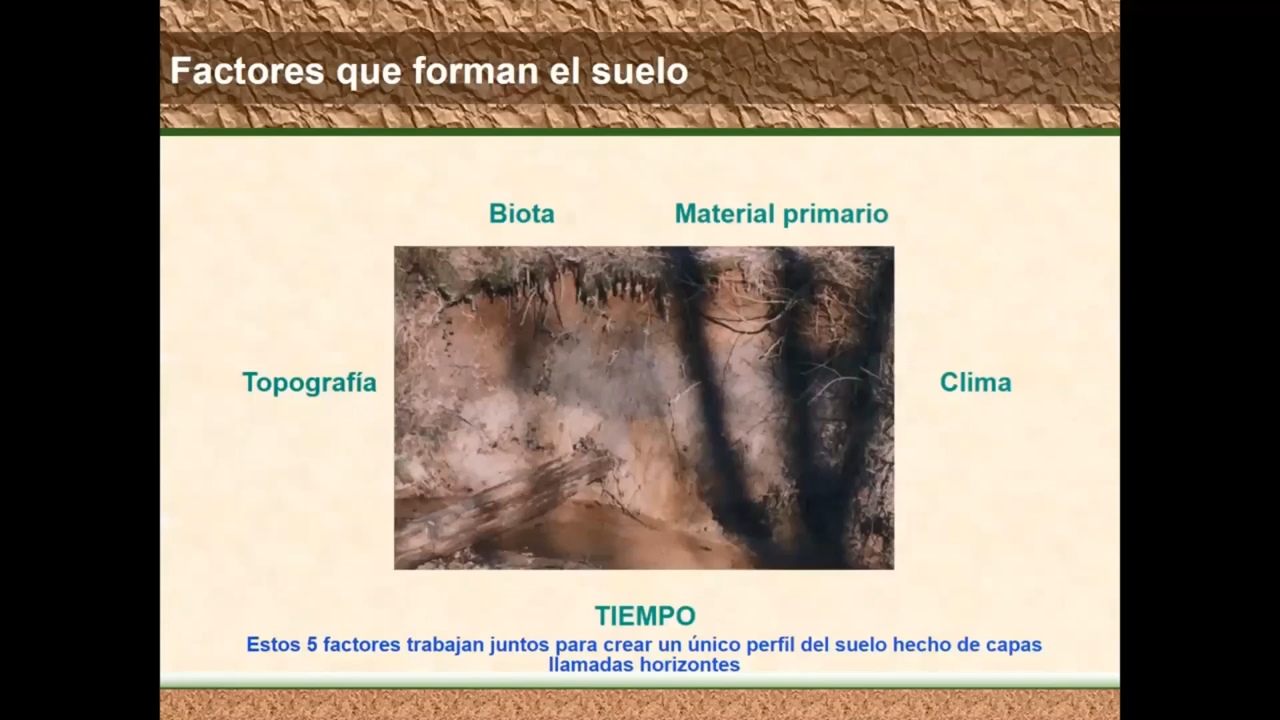 Factores que forman el suelo
Biota
Material primario
Topografía
Clima
TIEMPO
Estos 5 factores trabajan juntos para crear un único perfil del suelo hecho de capas
llamadas horizontes